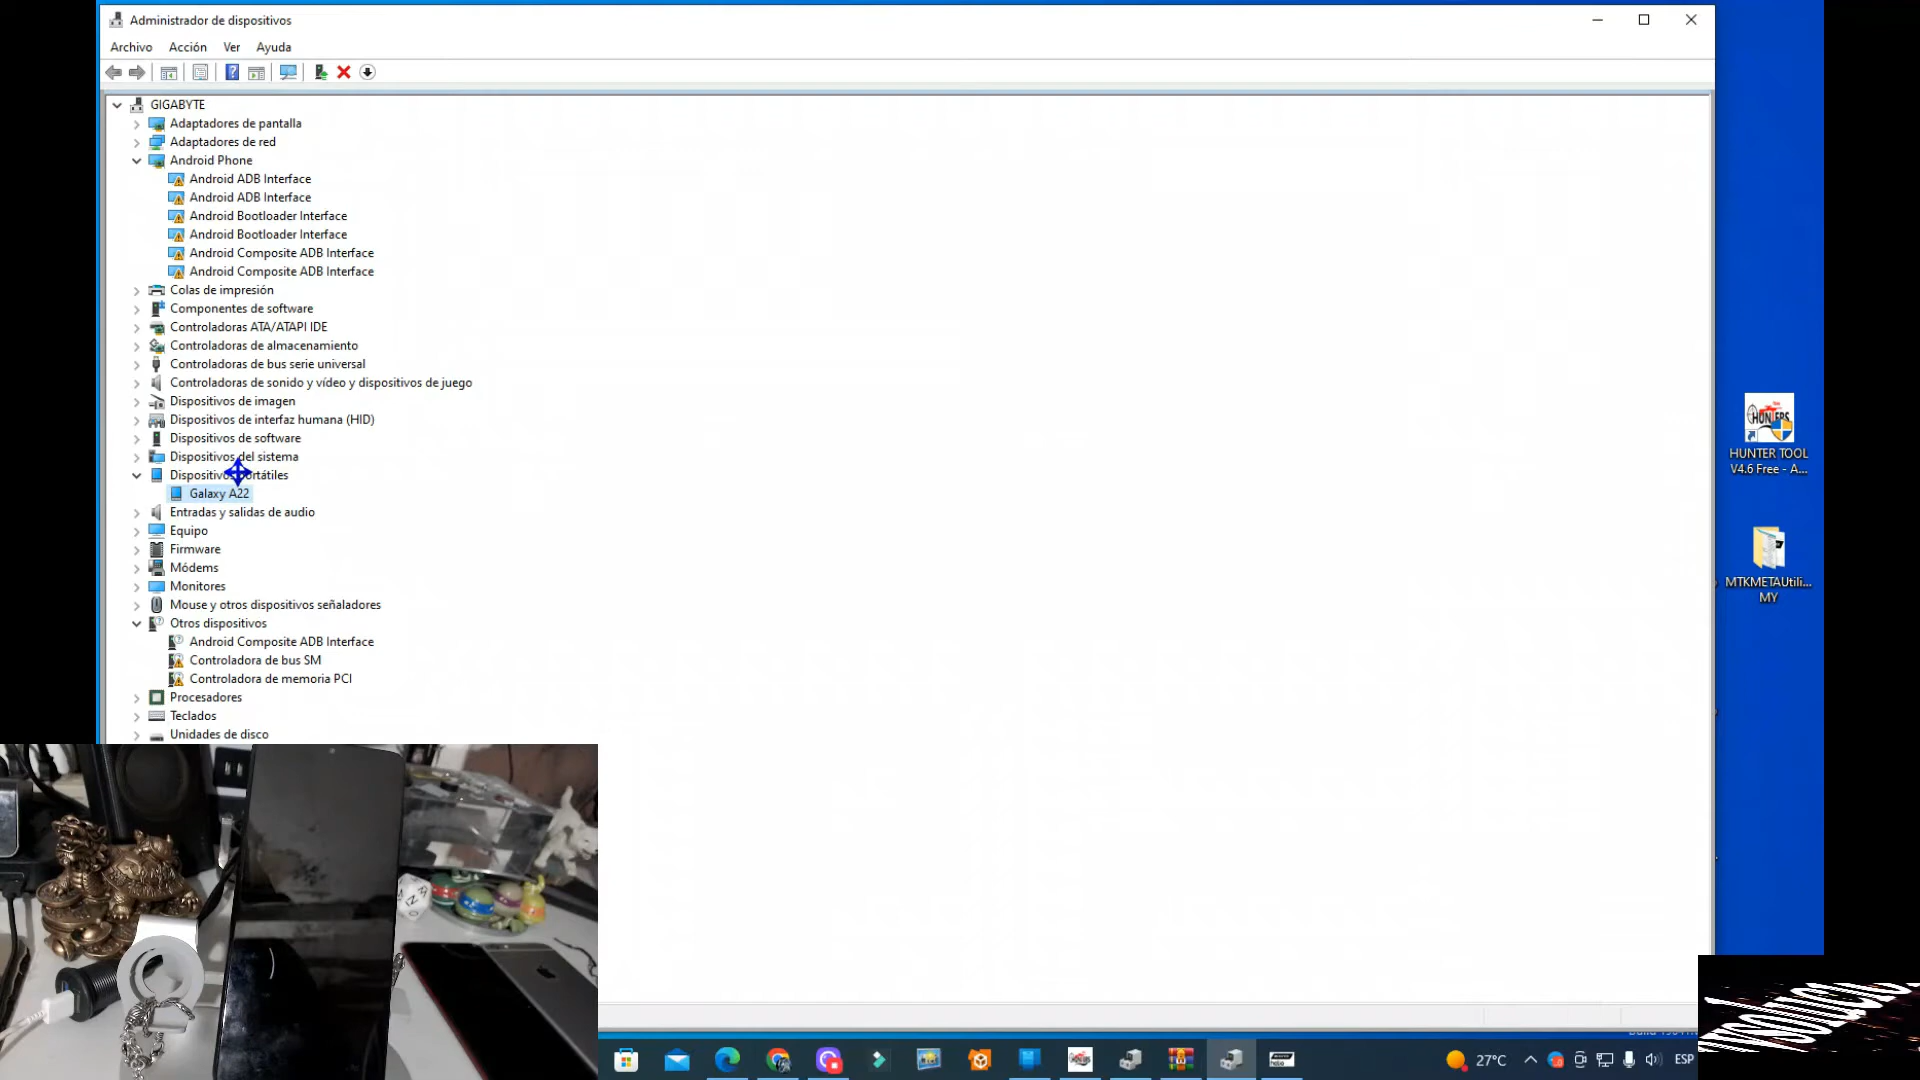 Administrador de dispositivos
Archivo Acción Ver Ayuda
GIGABYTE
Adaptadores de pantalla
Adaptadores de red
Android Phone
Android ADB Interface
Android ADB Interface
Android Bootloader Interface
Android Bootloader Interface
Android Composite ADB Interface
Android Composite ADB Interface
Colas de impresión
Componentes de software
Controladoras ATA/ATAPI IDE
Controladoras de almacenamiento
Controladoras de bus serie universal
Controladoras de sonido y vídeo y dispositivos de juego
Dispositivos de imagen
Dispositivos de interfaz humana (HID)
Dispositivos de software
Dispositivos del sistema
Dispositivos portátiles
Galaxy A22
Entradas y salidas de audio
Equipo
Firmware
Módems
Monitores
Mouse y otros dispositivos señaladores
Otros dispositivos
Android Composite ADB Interface
Controladora de bus SM
Controladora de memoria PCI
Procesadores
Teclados
Unidades de disco
HUNTERS
HUNTER TOOL
V4.6 Free - A...
MTKMETAUtili...
MY
27°C
ESP